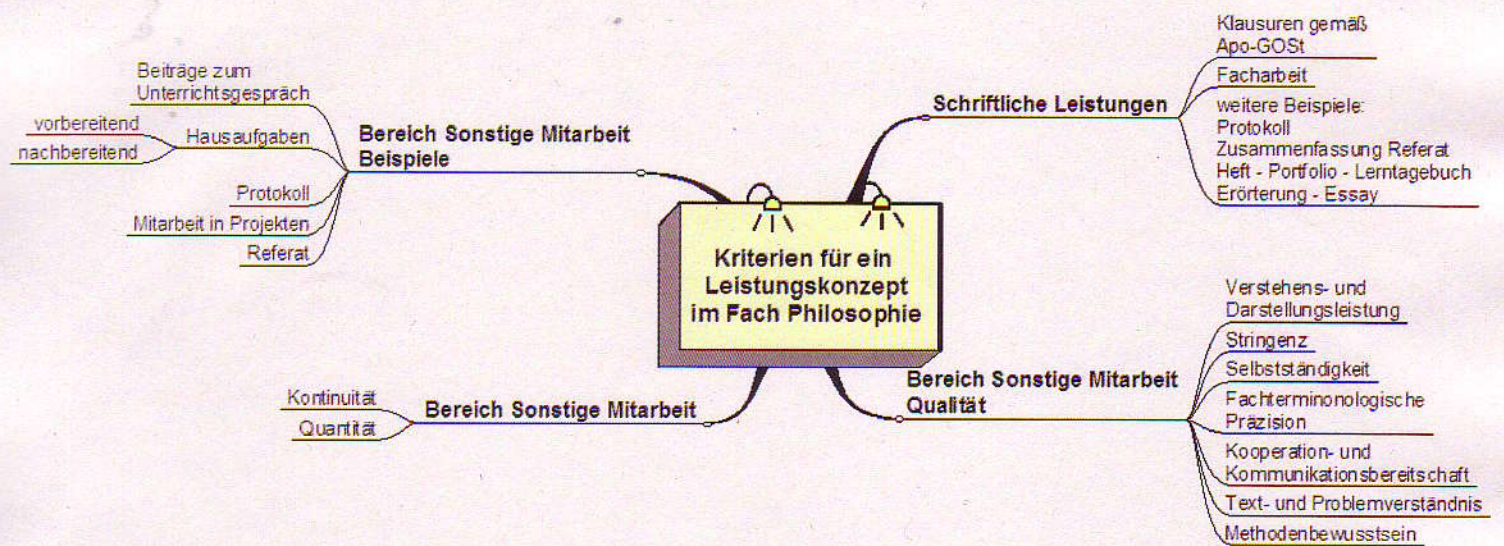 Kriterien für ein
Leistungskonzept
im Fach Philosophie
Schriftliche Leistungen
Klausuren gemäß
Apo-GOSt
Facharbeit
weitere Beispiele:
Protokoll
Zusammenfassung Referat
Heft - Portfolio - Lerntagebuch
Erörterung - Essay
Bereich Sonstige Mitarbeit
Qualität
Verstehens- und
Darstellungsleistung
Stringenz
Selbstständigkeit
Fachterminonologische
Präzision
Kooperation- und
Kommunikationsbereitschaft
Text- und Problemverständnis
Methodenbewusstsein
Bereich Sonstige Mitarbeit
Kontinuität
Quantität
Bereich Sonstige Mitarbeit
Beispiele
Beiträge zum
Unterrichtsgespräch
Hausaufgaben
vorbereitend
nachbereitend
Protokoll
Mitarbeit in Projekten
Referat